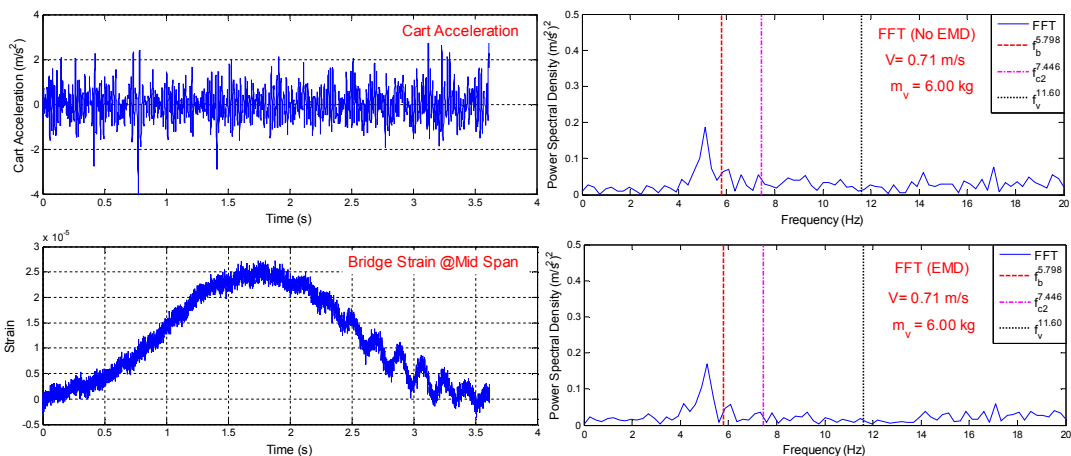 Cart Acceleration
Cart Acceleration (m/s²)
4
2
0
-2
-4
0 0.5 1 1.5 2 2.5 3 3.5 4
Time (s)
FFT (No EMD)
V= 0.71 m/s
m_v = 6.00 kg
FFT
f_b^5.798
f_c2^7.446
f_v^11.60
Power Spectral Density (m/s²)²
0.5
0.4
0.3
0.2
0.1
0
0 2 4 6 8 10 12 14 16 18 20
Frequency (Hz)
x 10⁻⁵
Bridge Strain @Mid Span
Strain
3
2.5
2
1.5
1
0.5
0
-0.5
0 0.5 1 1.5 2 2.5 3 3.5 4
Time (s)
FFT (EMD)
V= 0.71 m/s
m_v = 6.00 kg
FFT
f_b^5.798
f_c2^7.446
f_v^11.60
Power Spectral Density (m/s²)²
0.5
0.4
0.3
0.2
0.1
0
0 2 4 6 8 10 12 14 16 18 20
Frequency (Hz)